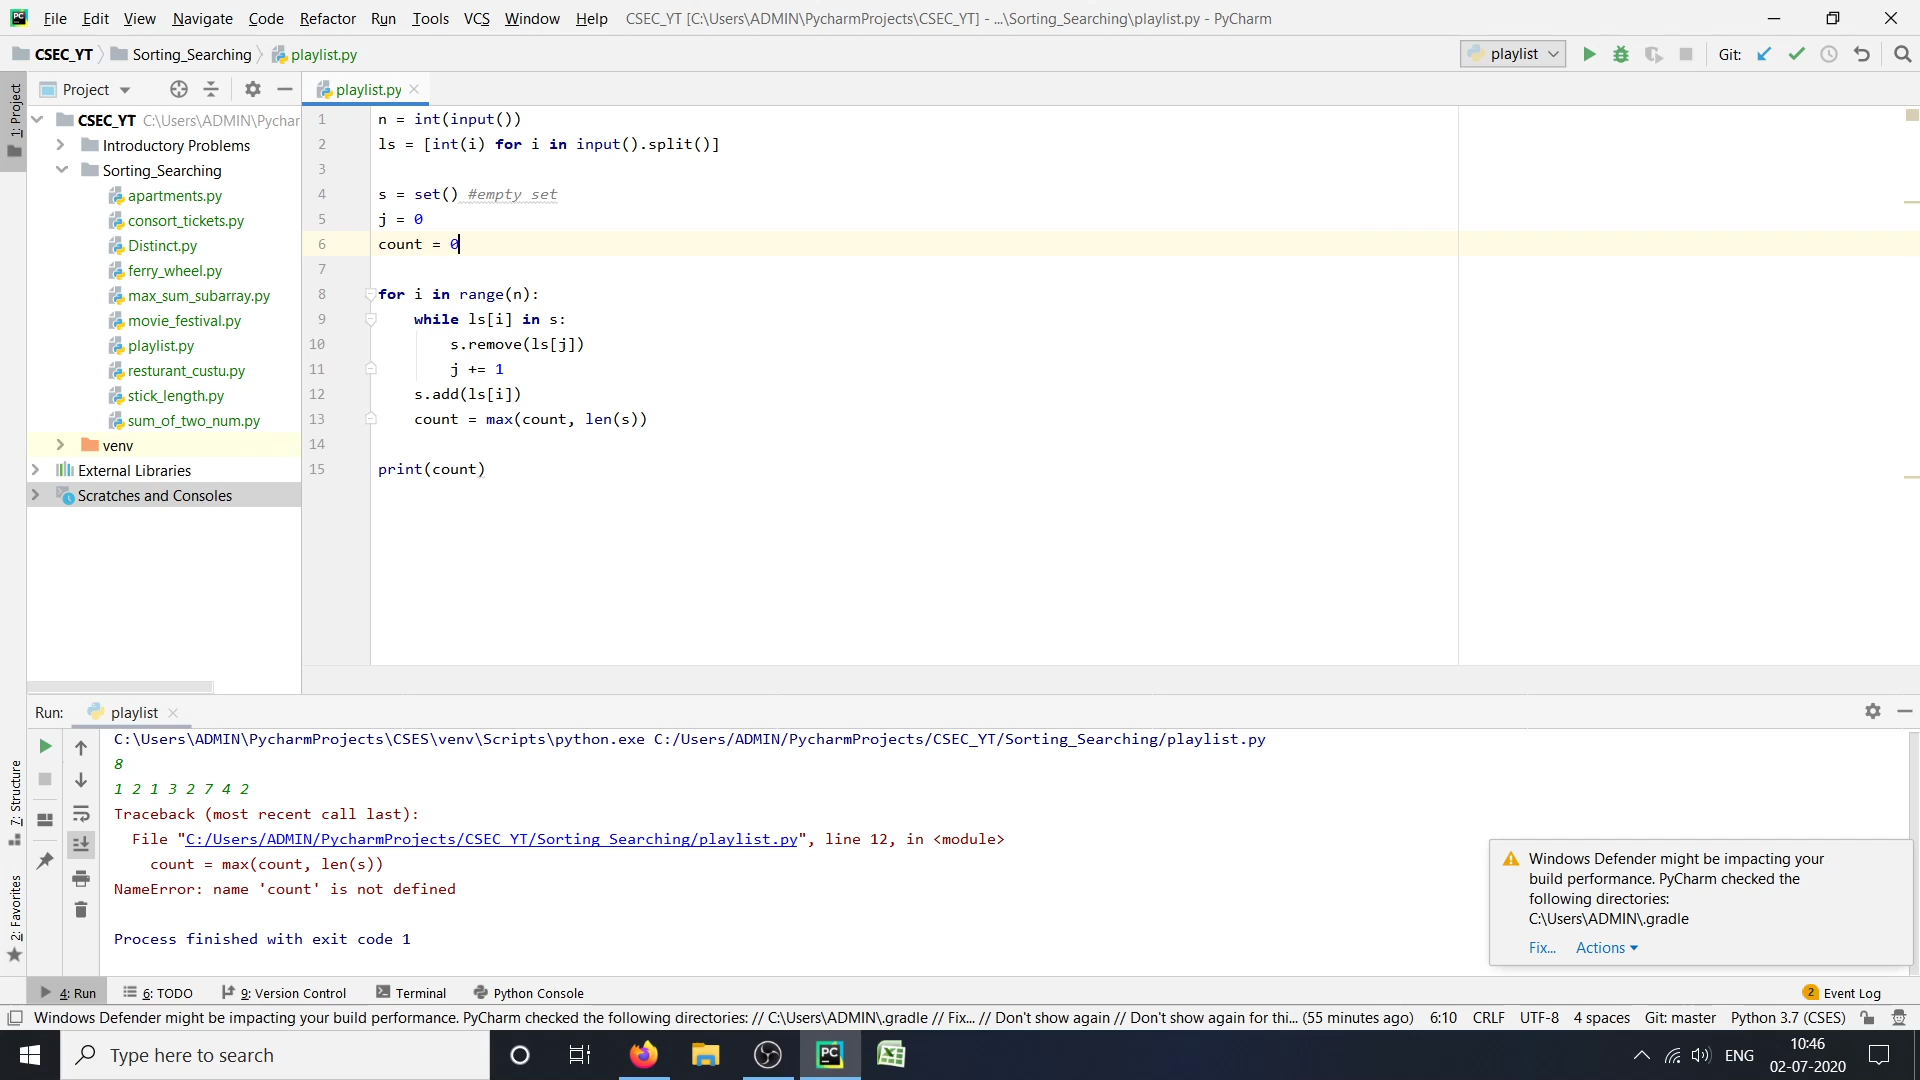 File Edit View Navigate Code Refactor Run Tools VCS Window Help CSEC_YT [C:\Users\ADMIN\PycharmProjects\CSEC_YT] - ...\Sorting_Searching\playlist.py - PyCharm
CSEC_YT Sorting_Searching playlist.py playlist Git:
1: Project
Project
playlist.py
CSEC_YT C:\Users\ADMIN\Pychar
Introductory Problems
Sorting_Searching
apartments.py
consort_tickets.py
Distinct.py
ferry_wheel.py
max_sum_subarray.py
movie_festival.py
playlist.py
resturant_custu.py
stick_length.py
sum_of_two_num.py
venv
External Libraries
Scratches and Consoles
1 n = int(input())
2 ls = [int(i) for i in input().split()]
3
4 s = set() #empty set
5 j = 0
6 count = 0
7
8 for i in range(n):
9 while ls[i] in s:
10 s.remove(ls[j])
11 j += 1
12 s.add(ls[i])
13 count = max(count, len(s))
14
15 print(count)
Run: playlist
C:\Users\ADMIN\PycharmProjects\CSES\venv\Scripts\python.exe C:/Users/ADMIN/PycharmProjects/CSEC_YT/Sorting_Searching/playlist.py
8
1 2 1 3 2 7 4 2
Traceback (most recent call last):
File "C:/Users/ADMIN/PycharmProjects/CSEC_YT/Sorting_Searching/playlist.py", line 12, in <module>
count = max(count, len(s))
NameError: name 'count' is not defined
Process finished with exit code 1
7: Structure
2: Favorites
Windows Defender might be impacting your
build performance. PyCharm checked the
following directories:
C:\Users\ADMIN\.gradle
Fix... Actions
4: Run 6: TODO 9: Version Control Terminal Python Console 2 Event Log
Windows Defender might be impacting your build performance. PyCharm checked the following directories: // C:\Users\ADMIN\.gradle // Fix... // Don't show again // Don't show again for thi... (55 minutes ago) 6:10 CRLF UTF-8 4 spaces Git: master Python 3.7 (CSES)
Type here to search PC ENG 10:46
02-07-2020